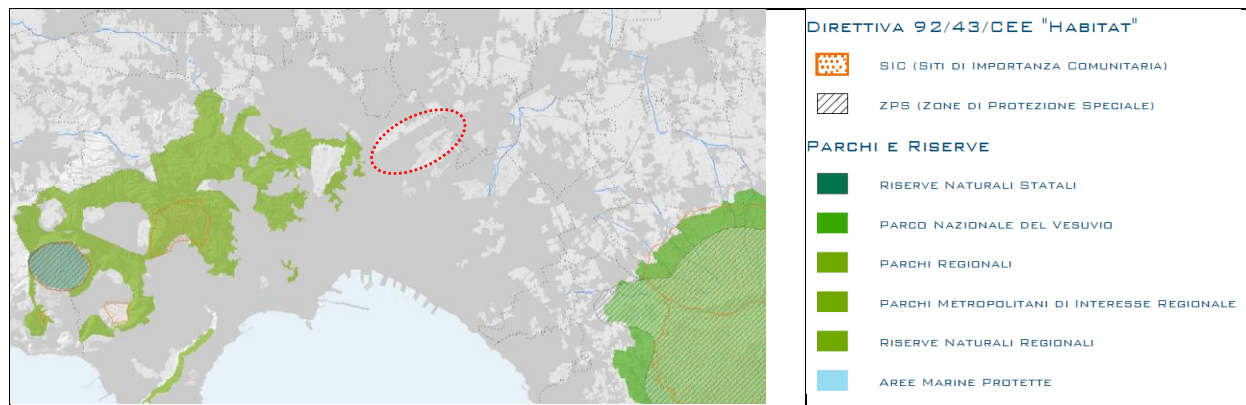 Direttiva 92/43/CEE "Habitat"
SIC (Siti di Importanza Comunitaria)
ZPS (Zone di Protezione Speciale)
Parchi e Riserve
Riserve Naturali Statali
Parco Nazionale del Vesuvio
Parchi Regionali
Parchi Metropolitani di Interesse Regionale
Riserve Naturali Regionali
Aree Marine Protette